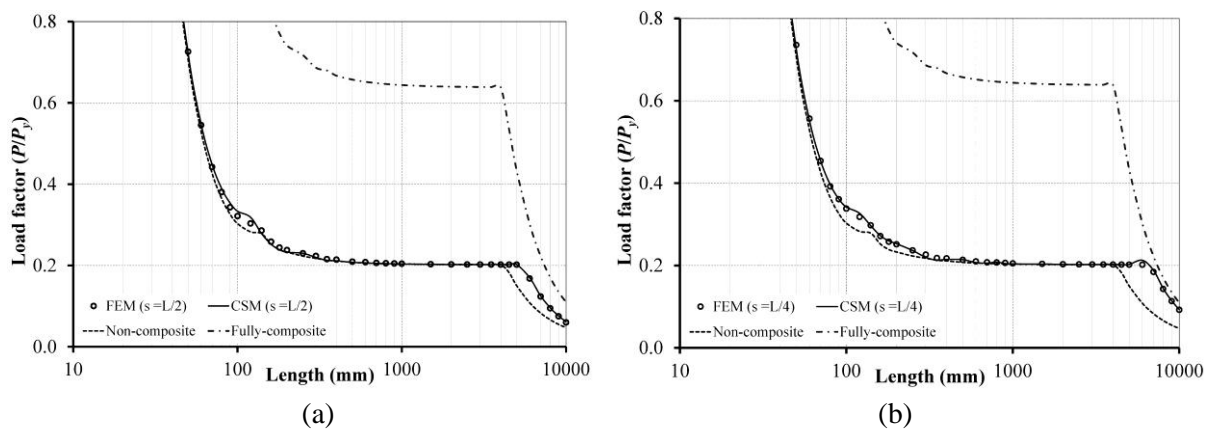 0.8
0.6
0.4
0.2
0.0
Load factor (P/Py)
FEM (s =L/2)
CSM (s =L/2)
Non-composite
Fully-composite
10
100
1000
10000
Length (mm)
(a)
0.8
0.6
0.4
0.2
0.0
Load factor (P/Py)
FEM (s =L/4)
CSM (s =L/4)
Non-composite
Fully-composite
10
100
1000
10000
Length (mm)
(b)